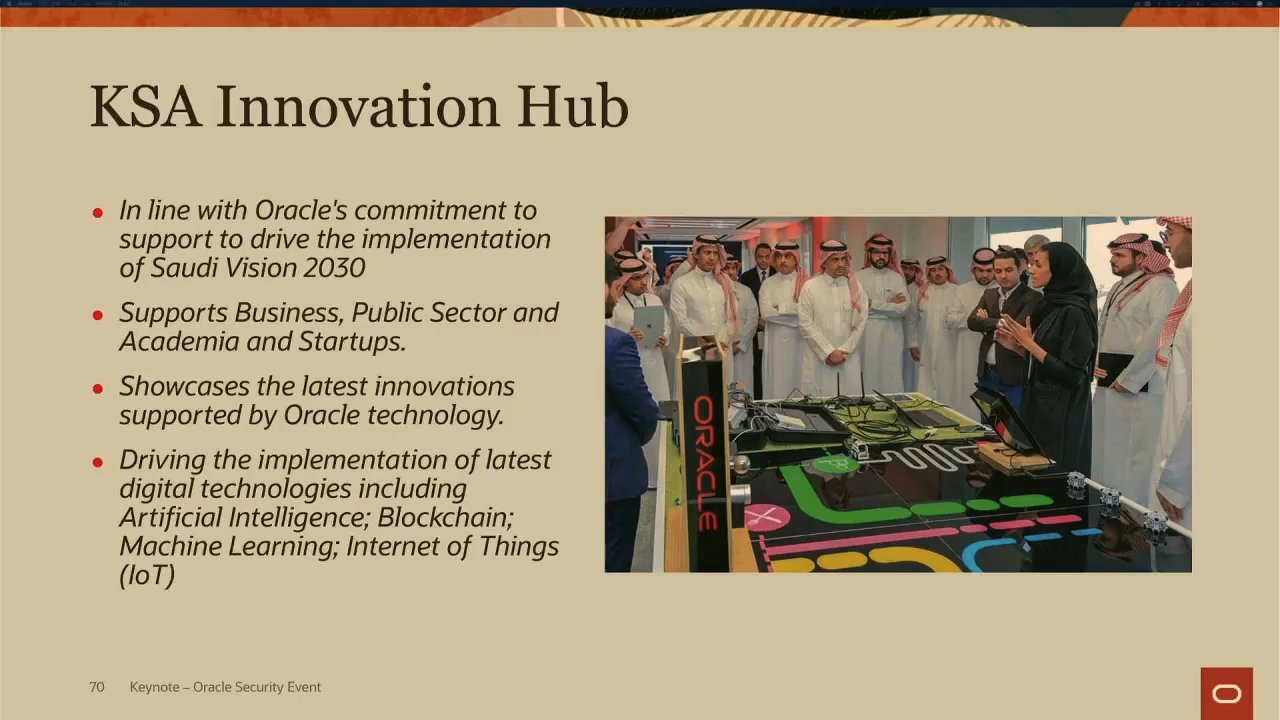 KSA Innovation Hub
In line with Oracle's commitment to
support to drive the implementation
of Saudi Vision 2030
Supports Business, Public Sector and
Academia and Startups.
Showcases the latest innovations
supported by Oracle technology.
Driving the implementation of latest
digital technologies including
Artificial Intelligence; Blockchain;
Machine Learning; Internet of Things
(IoT)
ORACLE
70 Keynote – Oracle Security Event